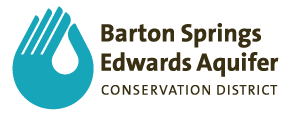 Barton Springs
Edwards Aquifer
CONSERVATION DISTRICT